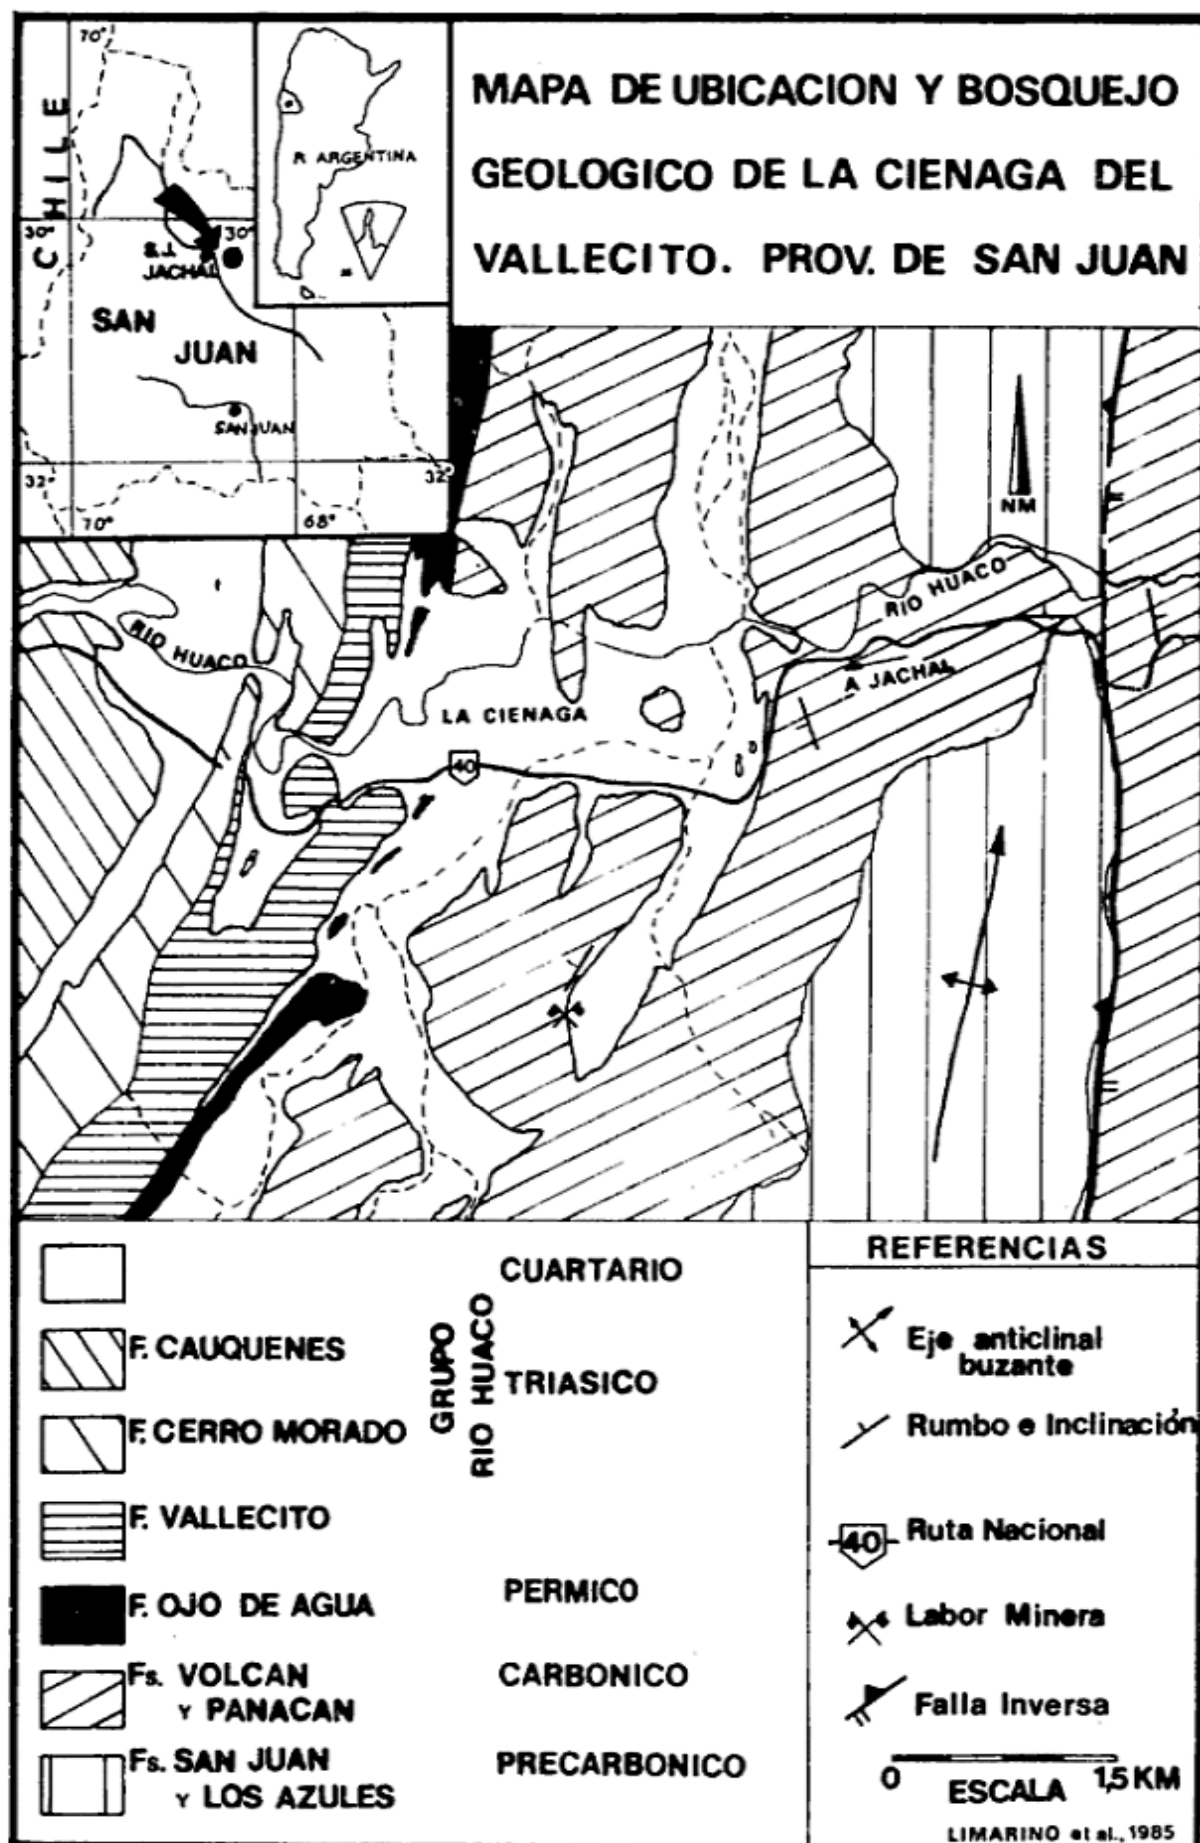 MAPA DE UBICACION Y BOSQUEJO
GEOLOGICO DE LA CIENAGA DEL
VALLECITO. PROV. DE SAN JUAN
CHILE
70°
R. ARGENTINA
30°
30°
S.J.
JACHAL
SAN
JUAN
SAN JUAN
32°
32°
70°
68°
NM
RIO HUACO
RIO HUACO
A JACHAL
LA CIENAGA
40
CUARTARIO
F. CAUQUENES
GRUPO
RIO HUACO
TRIASICO
F. CERRO MORADO
F. VALLECITO
F. OJO DE AGUA
PERMICO
Fs. VOLCAN
Y PANACAN
CARBONICO
Fs. SAN JUAN
Y LOS AZULES
PRECARBONICO
REFERENCIAS
Eje anticlinal
buzante
Rumbo e Inclinación
40
Ruta Nacional
Labor Minera
Falla Inversa
0 1,5 KM
ESCALA
LIMARINO et al., 1985